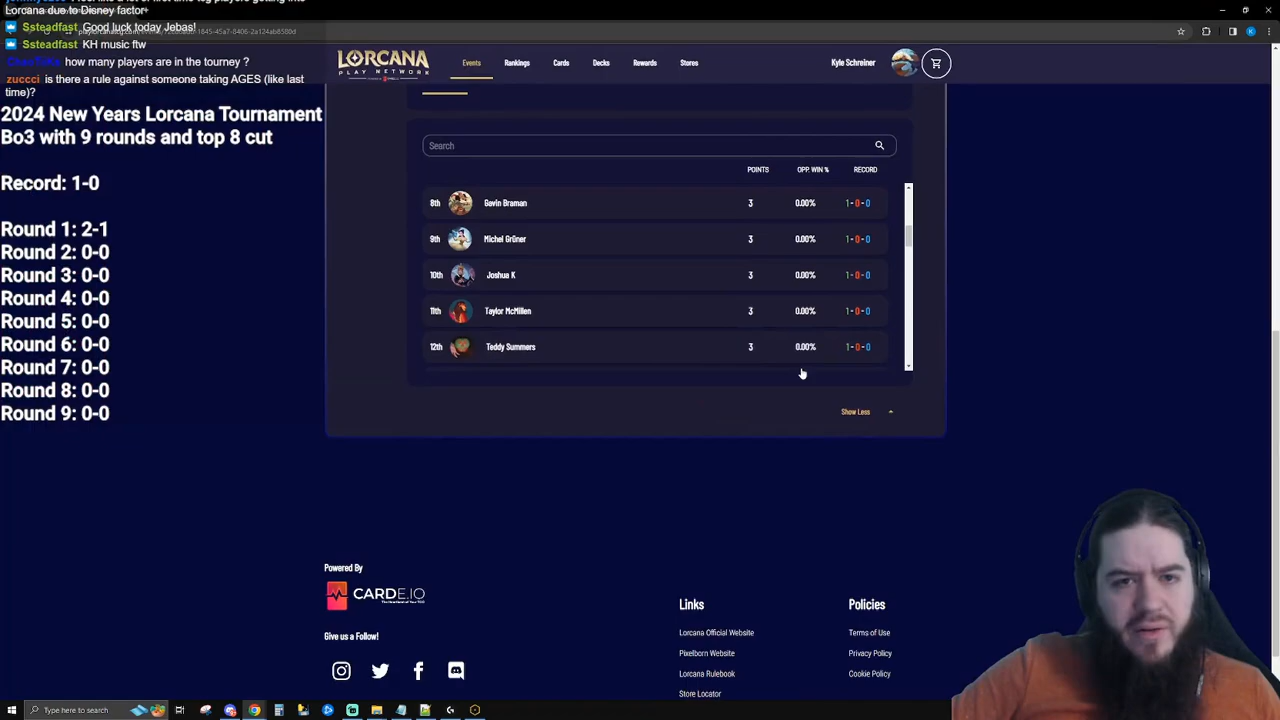 Lorcana due to Disney factor
Ssteadfast Good luck today Jebas!
Ssteadfast KH music ftw
how many players are in the tourney ?
zuccci is there a rule against someone taking AGES (like last
time)?
2024 New Years Lorcana Tournament
Bo3 with 9 rounds and top 8 cut
Record: 1-0
Round 1: 2-1
Round 2: 0-0
Round 3: 0-0
Round 4: 0-0
Round 5: 0-0
Round 6: 0-0
Round 7: 0-0
Round 8: 0-0
Round 9: 0-0
LORCANA
PLAY NETWORK
Events Rankings Cards Decks Rewards Stores
Kyle Schreiner
Search
POINTS OPP. WIN % RECORD
8th Gavin Braman 3 0.00% 1-0-0
9th Michel Grüner 3 0.00% 1-0-0
10th Joshua K 3 0.00% 1-0-0
11th Taylor McMillen 3 0.00% 1-0-0
12th Teddy Summers 3 0.00% 1-0-0
Show Less
Powered By
CARDE.IO
Give us a Follow!
Links
Lorcana Official Website
Pixelborn Website
Lorcana Rulebook
Store Locator
Policies
Terms of Use
Privacy Policy
Cookie Policy
Type here to search